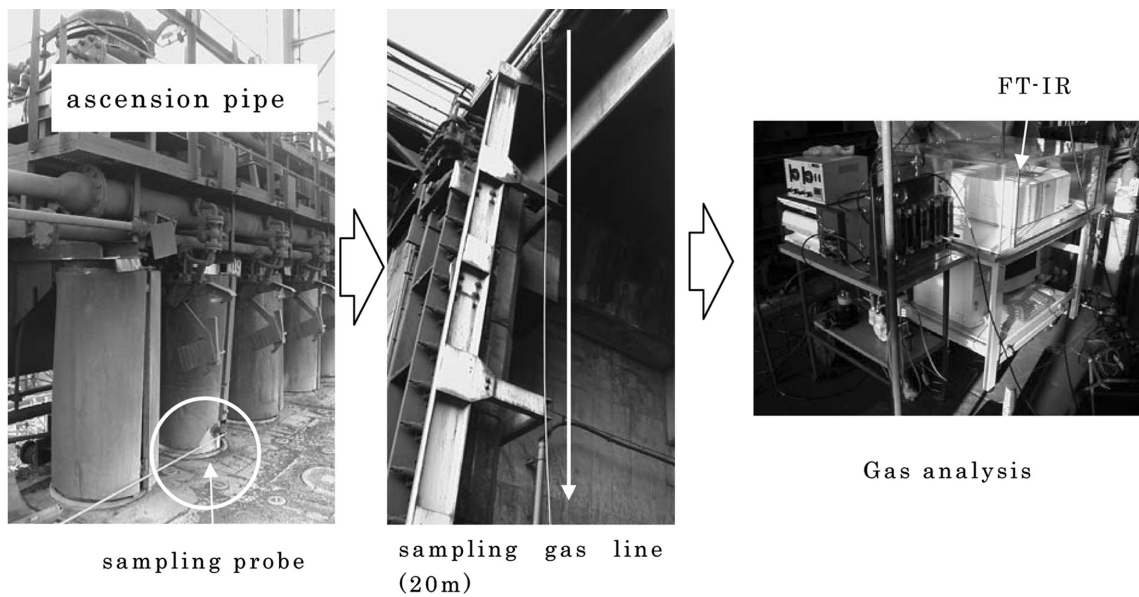 ascension pipe
sampling probe
sampling gas line
(20m)
FT-IR
Gas analysis